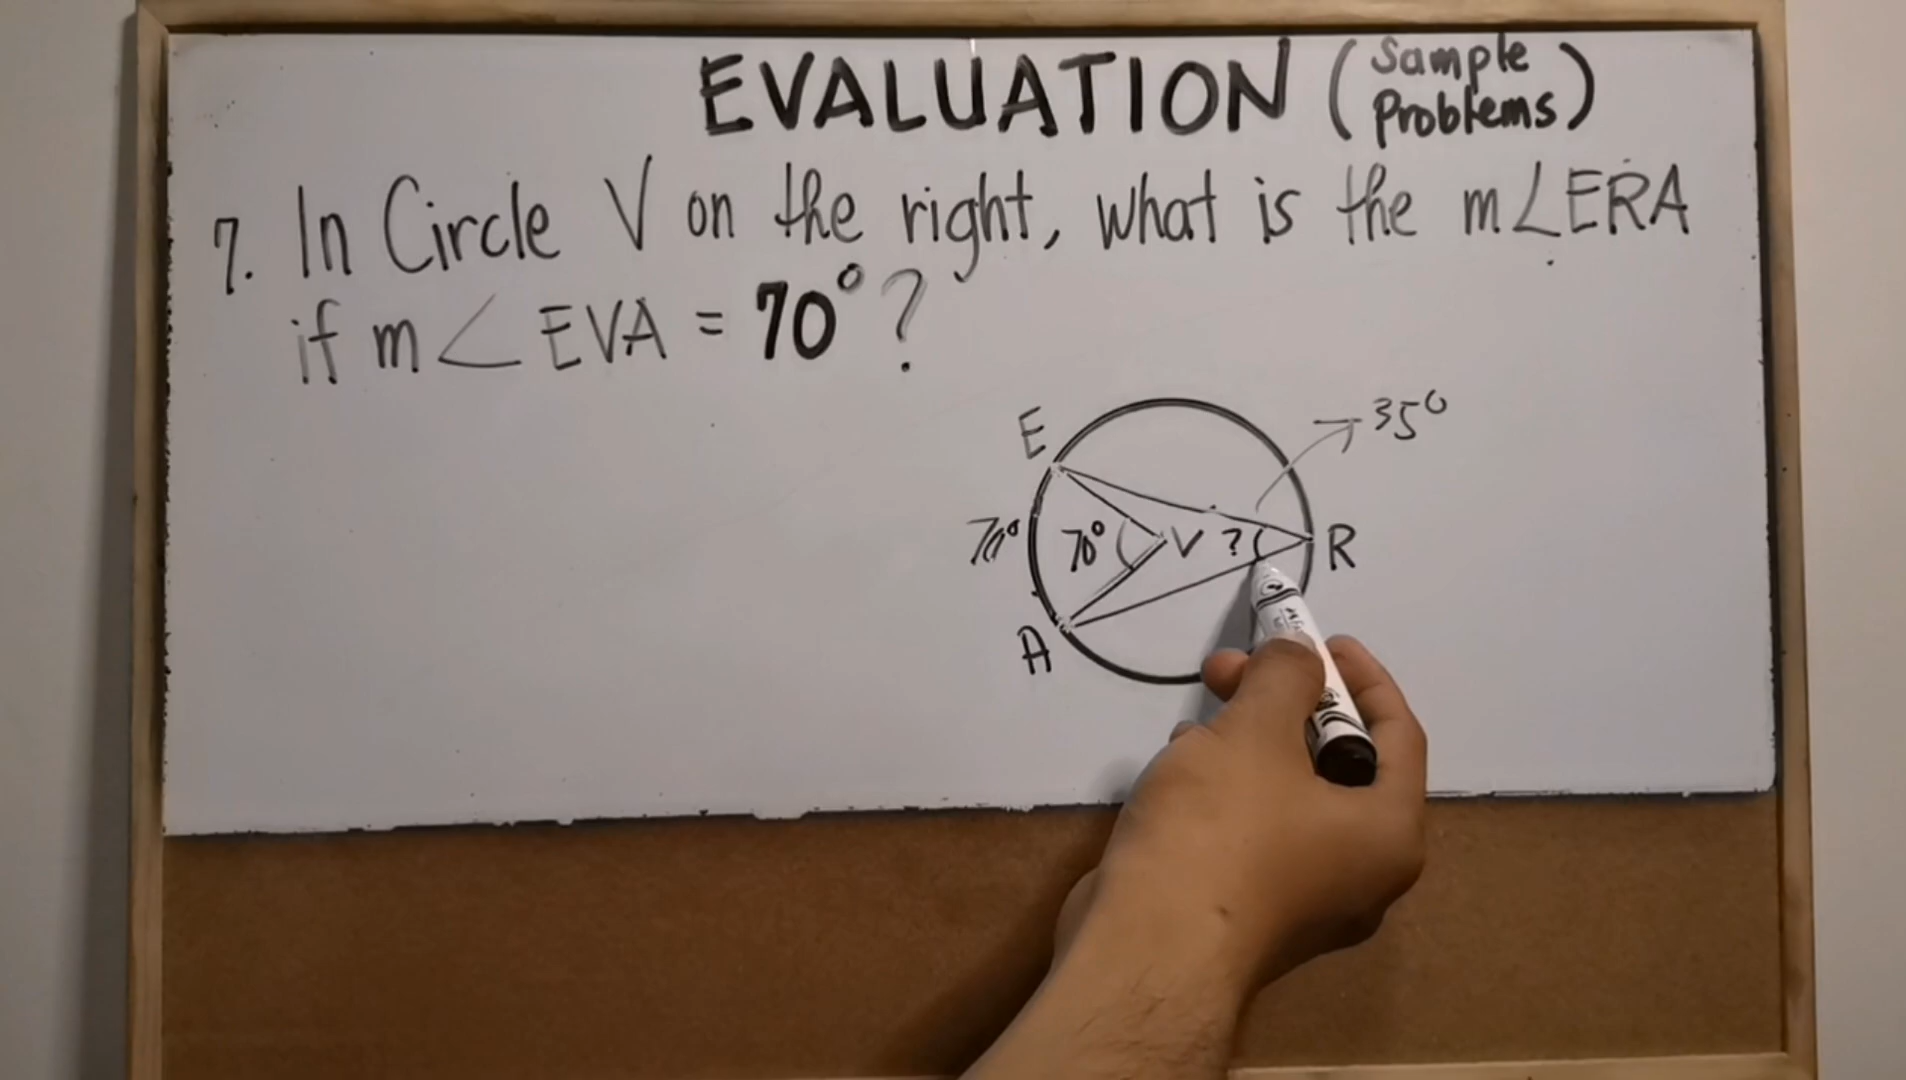 EVALUATION (Sample Problems)
7. In Circle V on the right, what is the m∠ERA
if m∠EVA = 70°?
E
35°
70°
70°
V
?
R
A